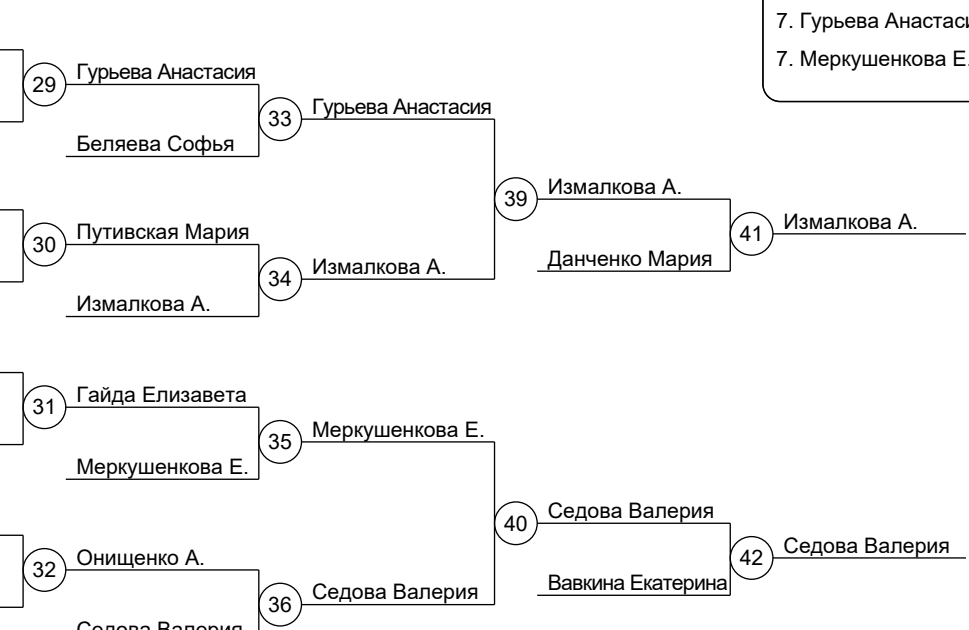 7. Гурьева
7. Меркушенкова Е.
29 Гурьева Анастасия
33 Гурьева Анастасия
Беляева Софья
39 Измалкова А.
41 Измалкова А.
30 Путивская Мария
Данченко Мария
34 Измалкова А.
Измалкова А.
31 Гайда Елизавета
35 Меркушенкова Е.
Меркушенкова Е.
40 Седова Валерия
42 Седова Валерия
32 Онищенко А.
Вавкина Екатерина
36 Седова Валерия
Седова Валерия